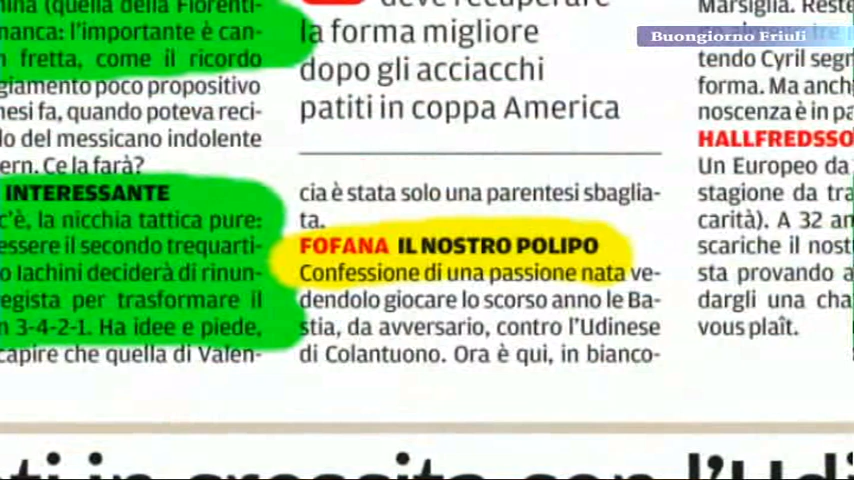 nanca: l'importante è can-
fretta, come il ricordo
giamento poco propositivo
nesi fa, quando poteva reci-
lo del messicano indolente
ern. Ce la farà?
INTERESSANTE
c'è, la nicchia tattica pure:
essere il secondo trequarti-
o Iachini deciderà di rinun-
regista per trasformare il
n 3-4-2-1. Ha idee e piede,
capire che quella di Valen-
deve recuperare
la forma migliore
dopo gli acciacchi
patiti in coppa America
cia è stata solo una parentesi sbaglia-
ta.
FOFANA IL NOSTRO POLIPO
Confessione di una passione nata ve-
dendolo giocare lo scorso anno le Ba-
stia, da avversario, contro l'Udinese
di Colantuono. Ora è qui, in bianco-
Marsiglia. Reste
Buongiorno Friuli
tendo Cyril segn
forma. Ma anch
noscenza è in pa
HALLFREDSSO
Un Europeo da
stagione da tra
carità). A 32 an
scariche il nost
sta provando a
dargli una cha
vous plaît.